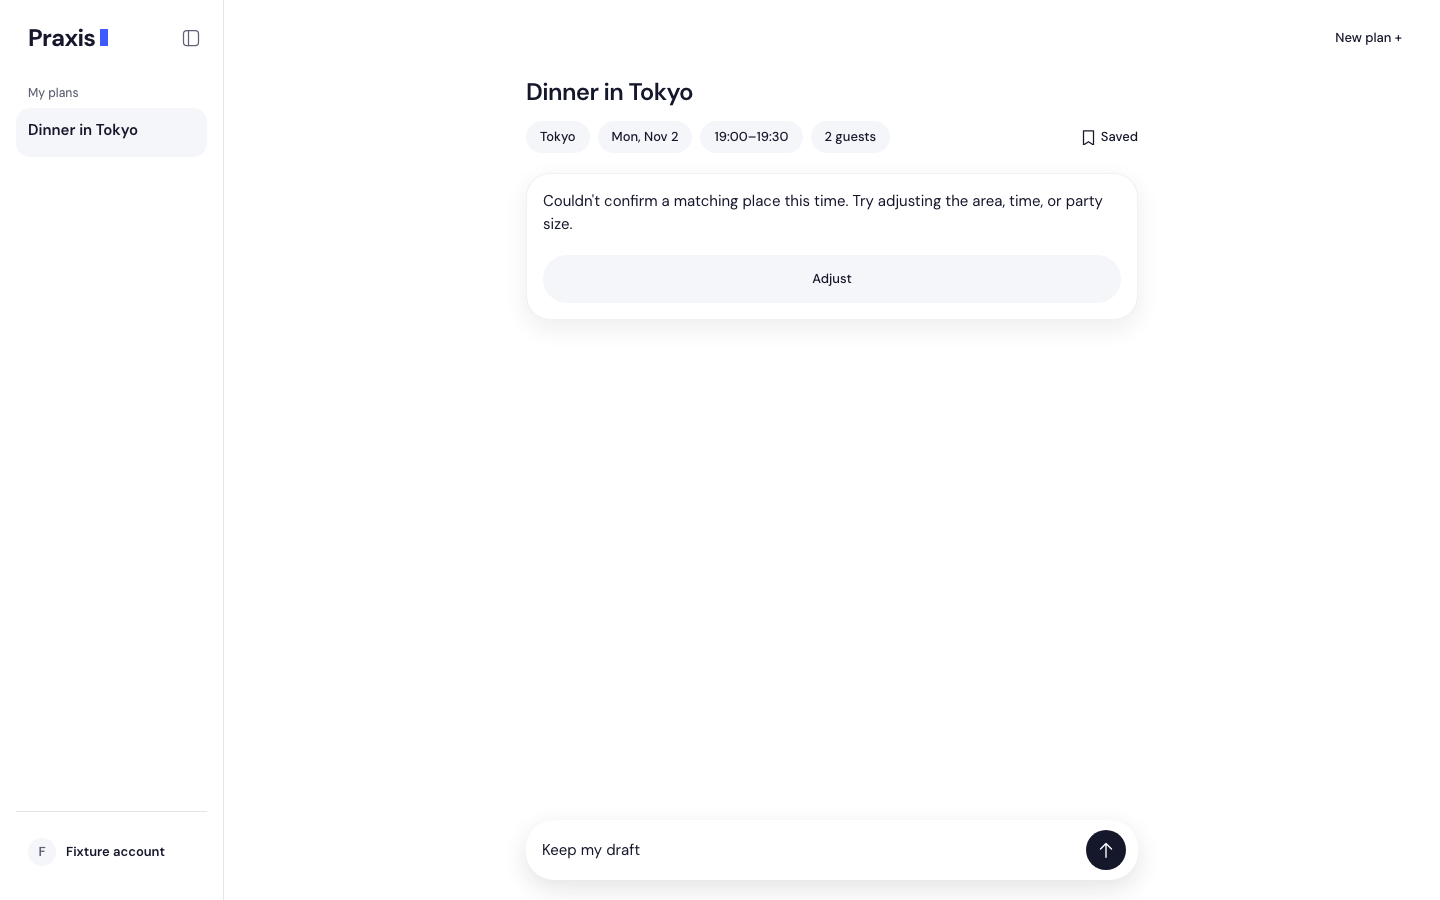 Praxis
New plan +
My plans
Dinner in Tokyo
Dinner in Tokyo
Tokyo
Mon, Nov 2
19:00–19:30
2 guests
Saved
Couldn't confirm a matching place this time. Try adjusting the area, time, or party
size.
Adjust
Keep my draft
F
Fixture account